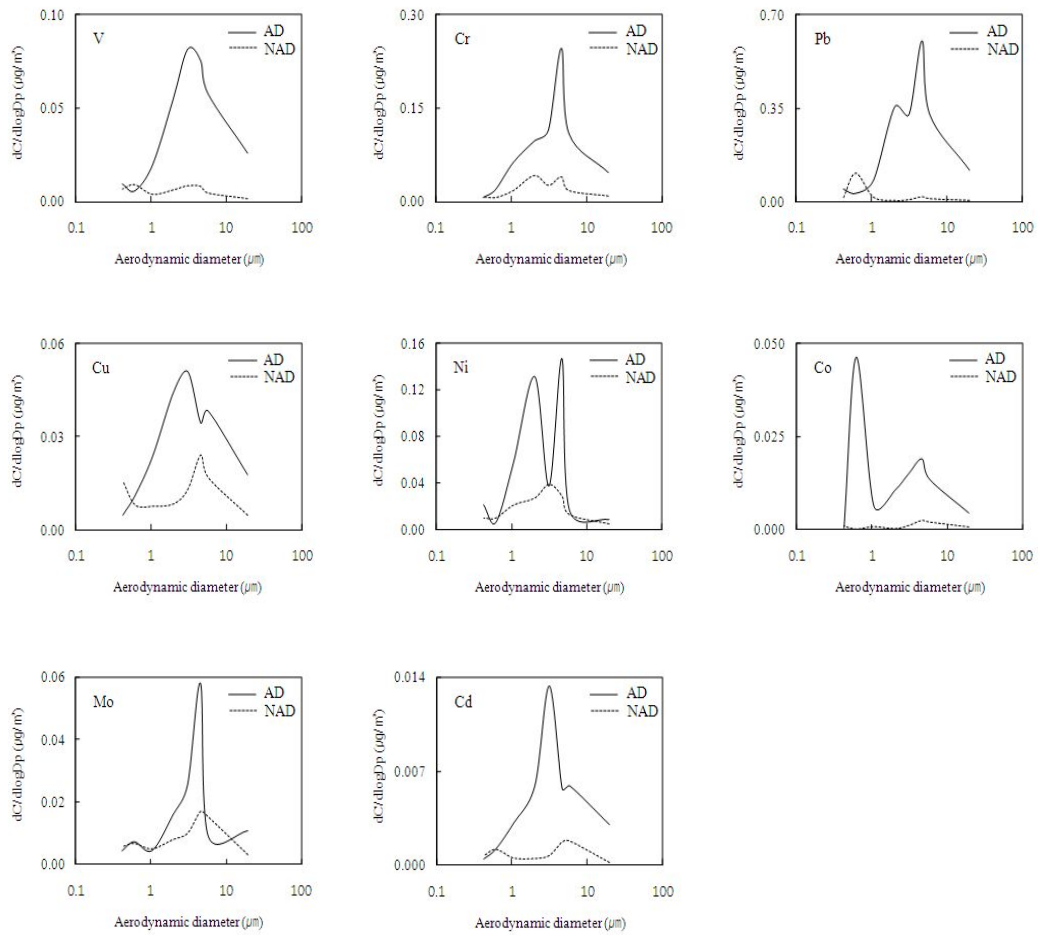 0.10
V
AD
NAD
0.05
0.00
0.1 1 10 100
dC/dlogDp (μg/㎥)
Aerodynamic diameter (㎛)
0.30
Cr
AD
NAD
0.15
0.00
0.1 1 10 100
dC/dlogDp (μg/㎥)
Aerodynamic diameter (㎛)
0.70
Pb
AD
NAD
0.35
0.00
0.1 1 10 100
dC/dlogDp (μg/㎥)
Aerodynamic diameter (㎛)
0.06
Cu
AD
NAD
0.03
0.00
0.1 1 10 100
dC/dlogDp (μg/㎥)
Aerodynamic diameter (㎛)
0.16
Ni
AD
NAD
0.12
0.08
0.04
0.00
0.1 1 10 100
dC/dlogDp (μg/㎥)
Aerodynamic diameter (㎛)
0.050
Co
AD
NAD
0.025
0.000
0.1 1 10 100
dC/dlogDp (μg/㎥)
Aerodynamic diameter (㎛)
0.06
Mo
AD
NAD
0.04
0.02
0.00
0.1 1 10 100
dC/dlogDp (μg/㎥)
Aerodynamic diameter (㎛)
0.014
Cd
AD
NAD
0.007
0.000
0.1 1 10 100
dC/dlogDp (μg/㎥)
Aerodynamic diameter (㎛)